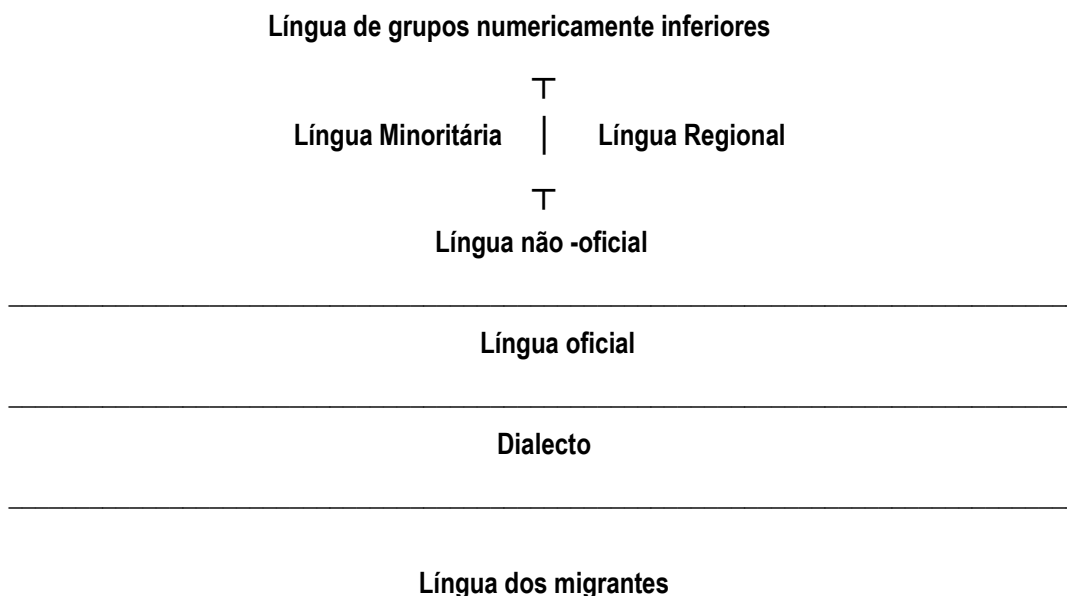 Língua de grupos numericamente inferiores
Língua Minoritária | Língua Regional
Língua não -oficial
Língua oficial
Dialecto
Língua dos migrantes